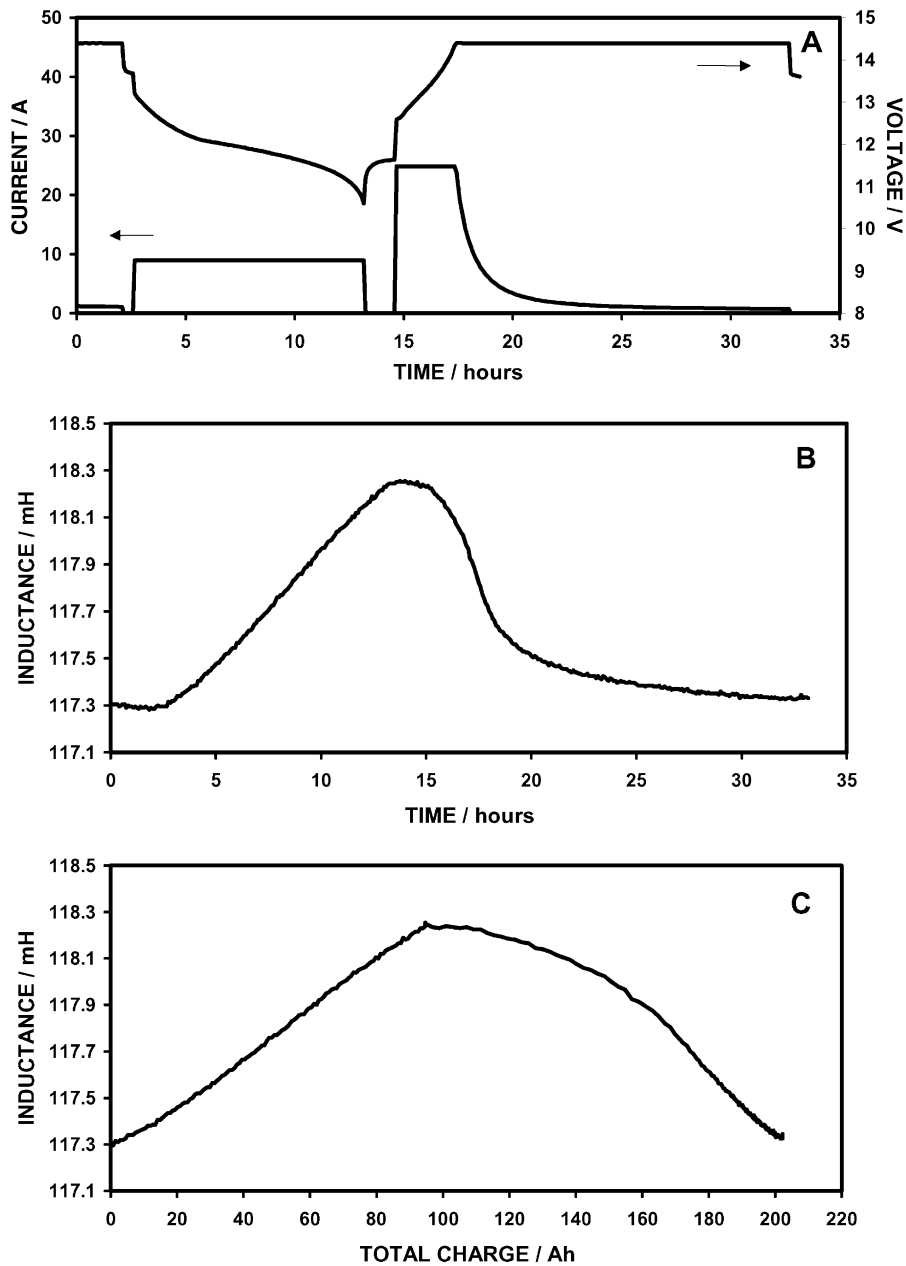 A
50
40
30
20
10
0
CURRENT / A
15
14
13
12
11
10
9
8
VOLTAGE / V
0 5 10 15 20 25 30 35
TIME / hours
B
118.5
118.3
118.1
117.9
117.7
117.5
117.3
117.1
INDUCTANCE / mH
0 5 10 15 20 25 30 35
TIME / hours
C
118.5
118.3
118.1
117.9
117.7
117.5
117.3
117.1
INDUCTANCE / mH
0 20 40 60 80 100 120 140 160 180 200 220
TOTAL CHARGE / Ah